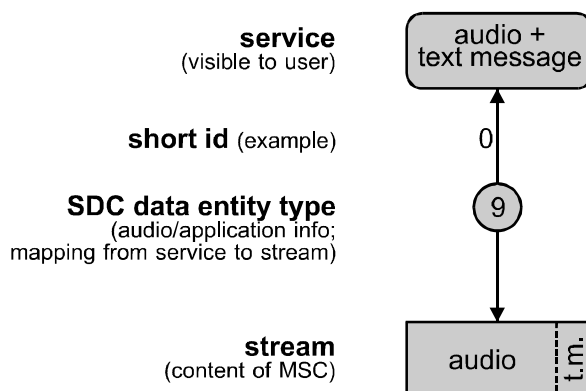 service
(visible to user)
audio +
text message
short id (example)
0
SDC data entity type
(audio/application info;
mapping from service to stream)
9
stream
(content of MSC)
audio
t.m.